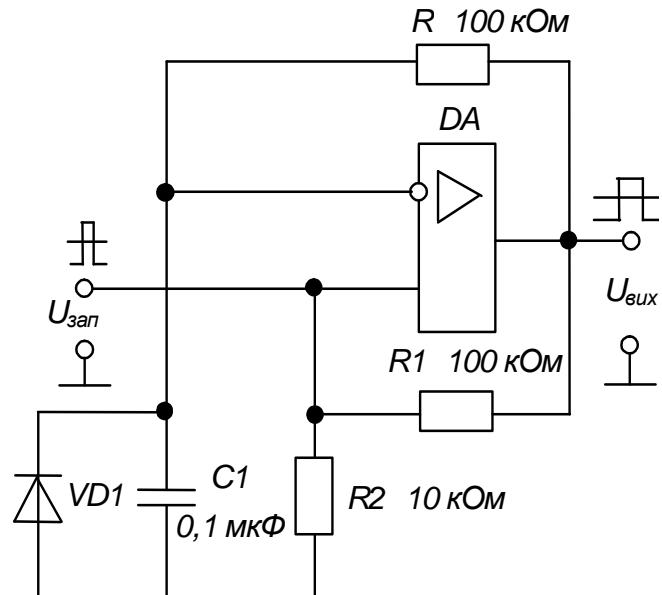 R 100 кОм
DA
Uзап
Uвих
R1 100 кОм
VD1
C1
0,1 мкФ
R2 10 кОм